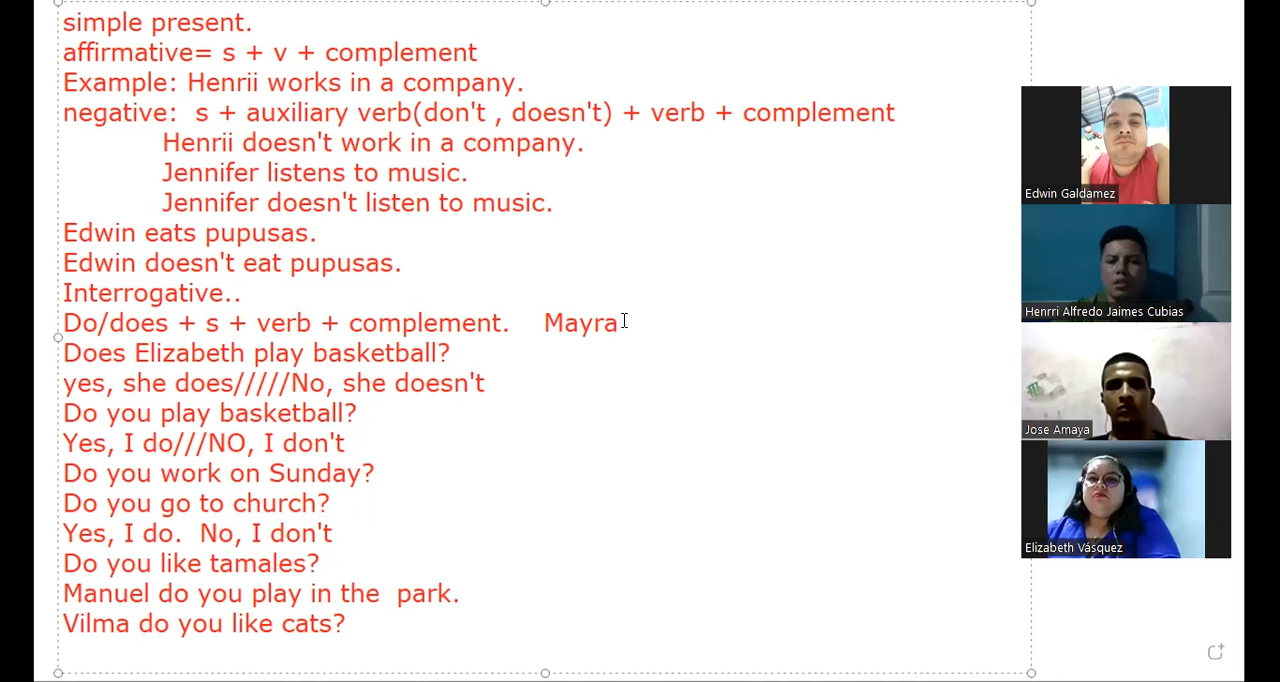 simple present.
affirmative= s + v + complement
Example: Henrii works in a company.
negative:  s + auxiliary verb(don't , doesn't) + verb + complement
Henrii doesn't work in a company.
Jennifer listens to music.
Jennifer doesn't listen to music.
Edwin eats pupusas.
Edwin doesn't eat pupusas.
Interrogative..
Do/does + s + verb + complement.    Mayra
Does Elizabeth play basketball?
yes, she does/////No, she doesn't
Do you play basketball?
Yes, I do///NO, I don't
Do you work on Sunday?
Do you go to church?
Yes, I do.  No, I don't
Do you like tamales?
Manuel do you play in the  park.
Vilma do you like cats?
Edwin Galdamez
Henrri Alfredo Jaimes Cubias
Jose Amaya
Elizabeth Vásquez